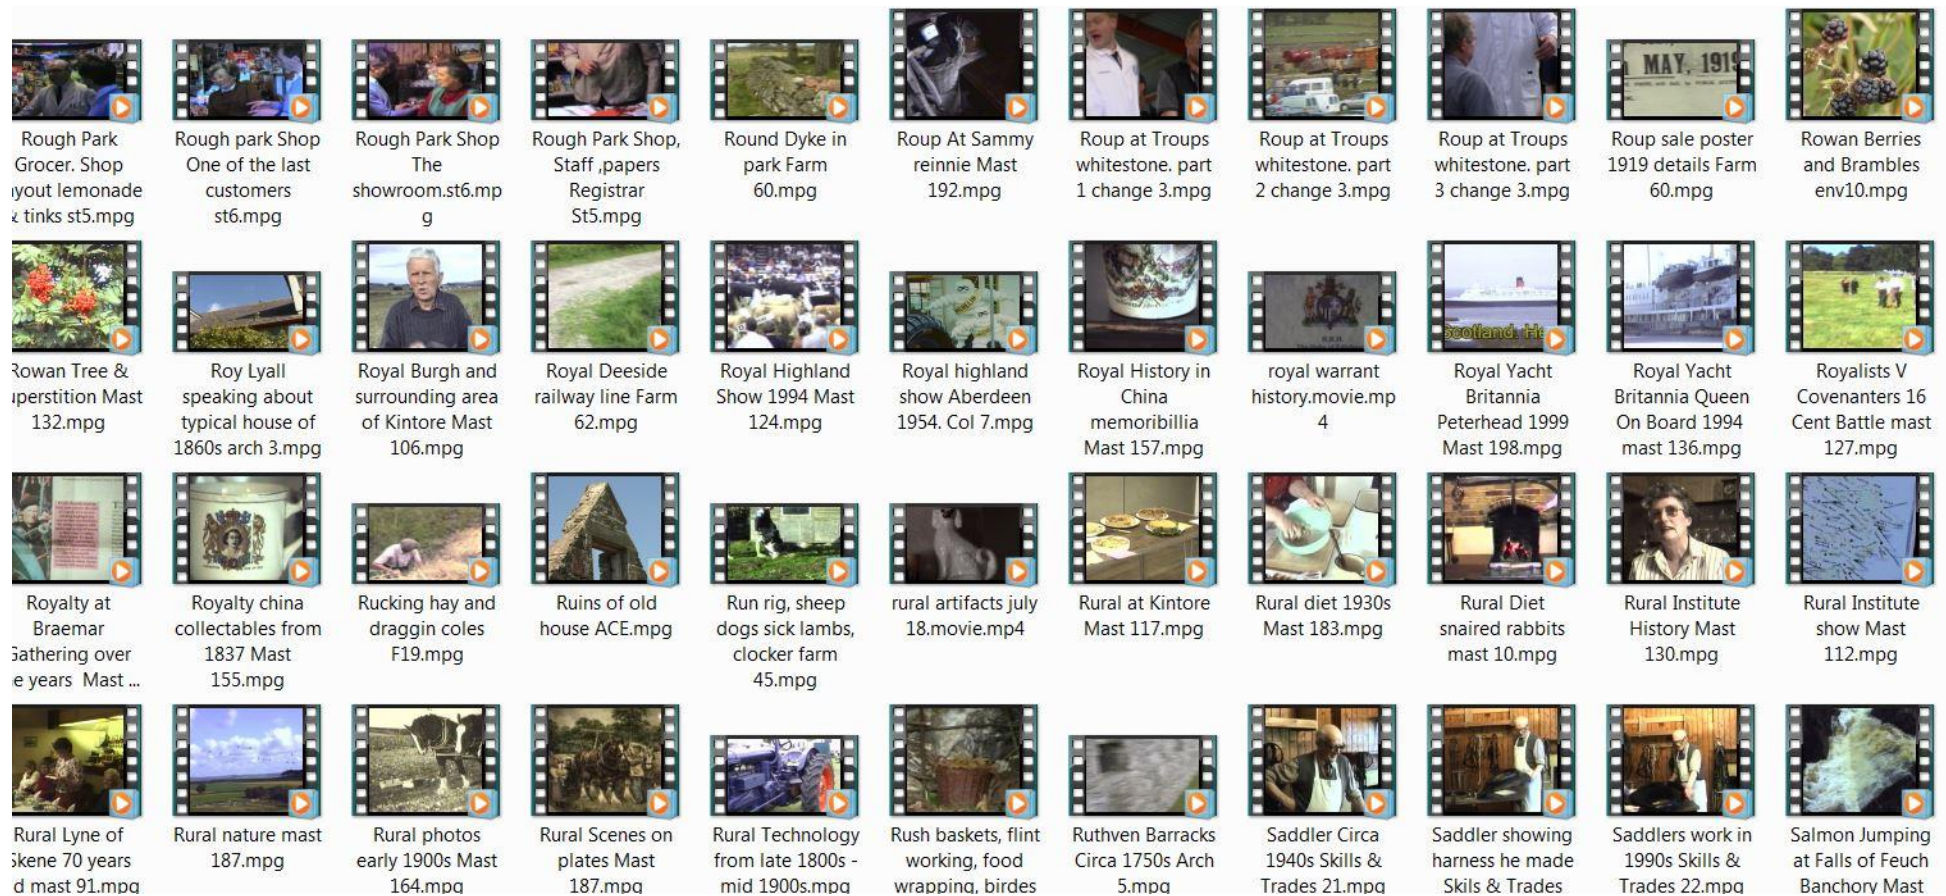 MAY, 1919
Rough Park
Grocer. Shop
yout lemonade
& tinks st5.mpg
Rough park Shop
One of the last
customers
st6.mpg
Rough Park Shop
The
showroom.st6.mp
g
Rough Park Shop,
Staff ,papers
Registrar
St5.mpg
Round Dyke in
park Farm
60.mpg
Roup At Sammy
reinnie Mast
192.mpg
Roup at Troups
whitestone. part
1 change 3.mpg
Roup at Troups
whitestone. part
2 change 3.mpg
Roup at Troups
whitestone. part
3 change 3.mpg
Roup sale poster
1919 details Farm
60.mpg
Rowan Berries
and Brambles
env10.mpg
Scotland. He
Rowan Tree &
uperstition Mast
132.mpg
Roy Lyall
speaking about
typical house of
1860s arch 3.mpg
Royal Burgh and
surrounding area
of Kintore Mast
106.mpg
Royal Deeside
railway line Farm
62.mpg
Royal Highland
Show 1994 Mast
124.mpg
Royal highland
show Aberdeen
1954. Col 7.mpg
Royal History in
China
memoribillia
Mast 157.mpg
royal warrant
history.movie.mp
4
Royal Yacht
Britannia
Peterhead 1999
Mast 198.mpg
Royal Yacht
Britannia Queen
On Board 1994
mast 136.mpg
Royalists V
Covenanters 16
Cent Battle mast
127.mpg
Royalty at
Braemar
Gathering over
e years Mast ...
Royalty china
collectables from
1837 Mast
155.mpg
Rucking hay and
draggin coles
F19.mpg
Ruins of old
house ACE.mpg
Run rig, sheep
dogs sick lambs,
clocker farm
45.mpg
rural artifacts july
18.movie.mp4
Rural at Kintore
Mast 117.mpg
Rural diet 1930s
Mast 183.mpg
Rural Diet
snaired rabbits
mast 10.mpg
Rural Institute
History Mast
130.mpg
Rural Institute
show Mast
112.mpg
Rural Lyne of
Skene 70 years
d mast 91.mpg
Rural nature mast
187.mpg
Rural photos
early 1900s Mast
164.mpg
Rural Scenes on
plates Mast
187.mpg
Rural Technology
from late 1800s -
mid 1900s.mpg
Rush baskets, flint
working, food
wrapping, birdes
Ruthven Barracks
Circa 1750s Arch
5.mpg
Saddler Circa
1940s Skills &
Trades 21.mpg
Saddler showing
harness he made
Skils & Trades
Saddlers work in
1990s Skills &
Trades 22.mpg
Salmon Jumping
at Falls of Feuch
Banchory Mast